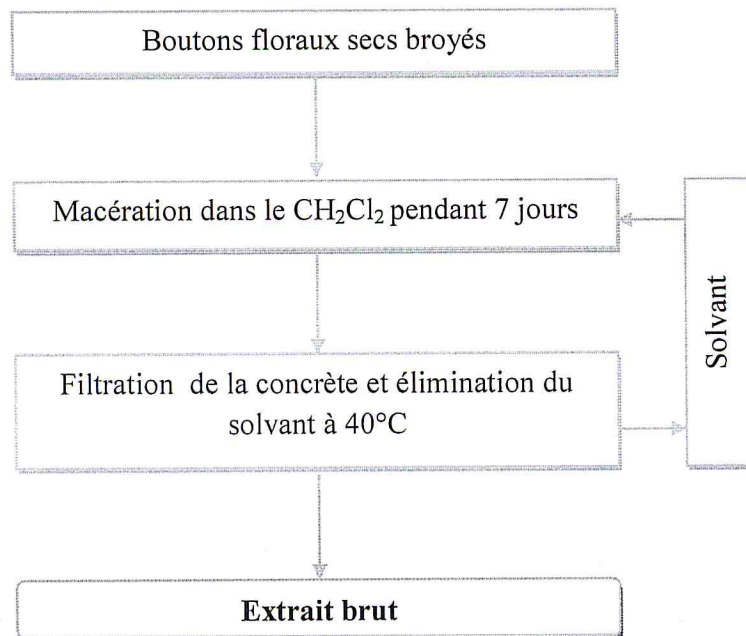 Boutons floraux secs broyés
Macération dans le CH₂Cl₂ pendant 7 jours
Solvant
Filtration de la concrète et élimination du
solvant à 40°C
Extrait brut